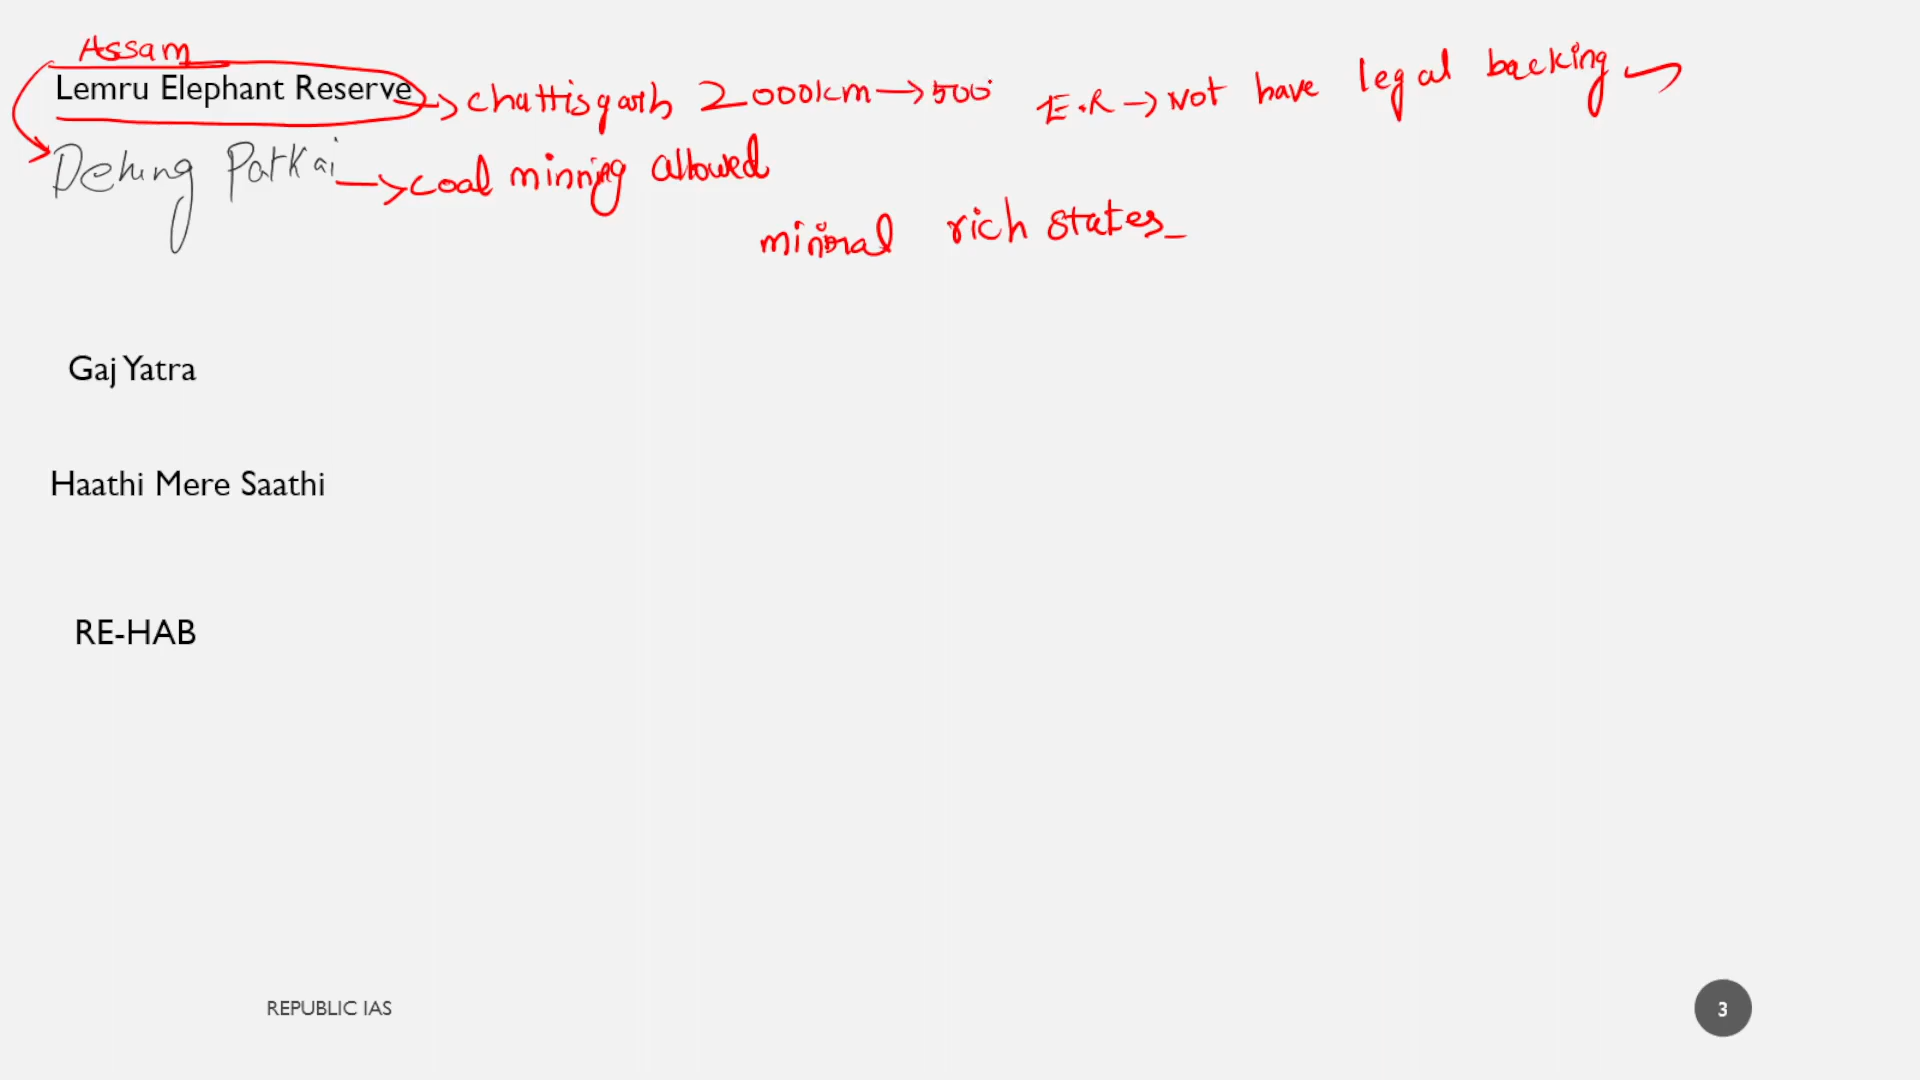 Assam
Lemru Elephant Reserve → chattisgarh 2000km → 500 E.R → Not have legal backing
Dehing Patkai → coal minning allowed
mineral rich states
Gaj Yatra
Haathi Mere Saathi
RE-HAB
REPUBLIC IAS
3